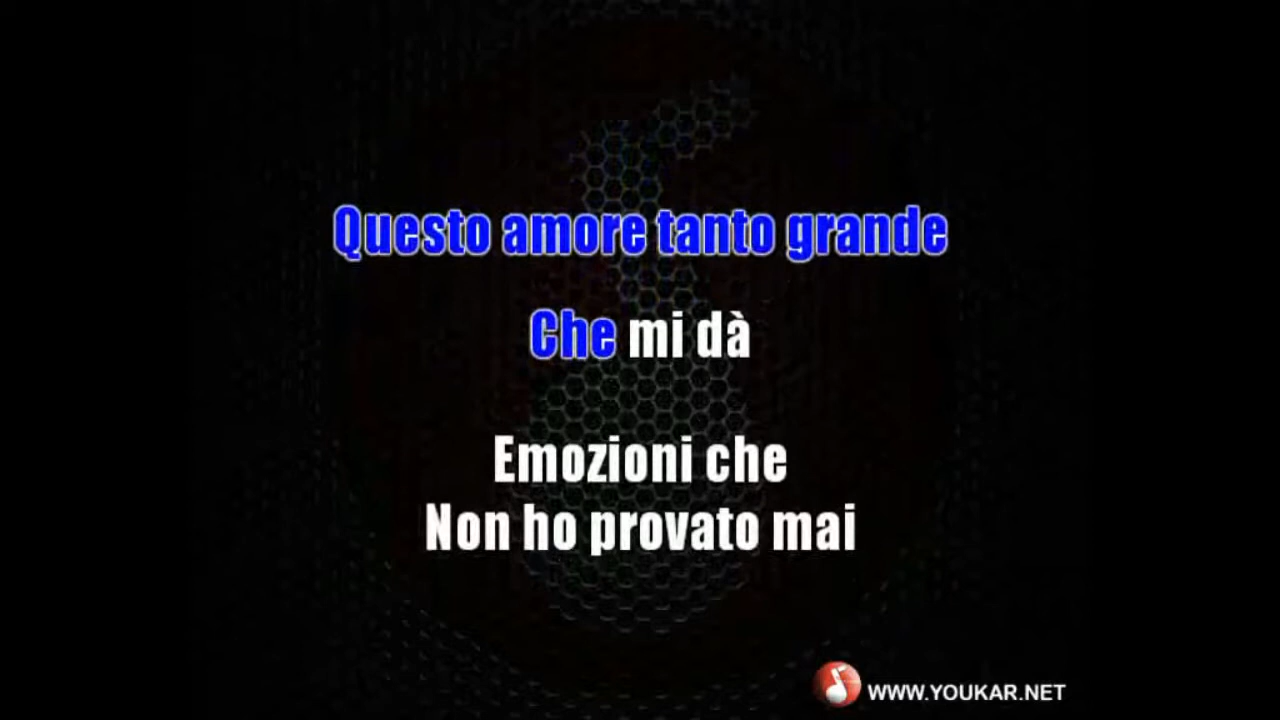 Questo amore tanto grande
Che mi dà
Emozioni che
Non ho provato mai
WWW.YOUKAR.NET